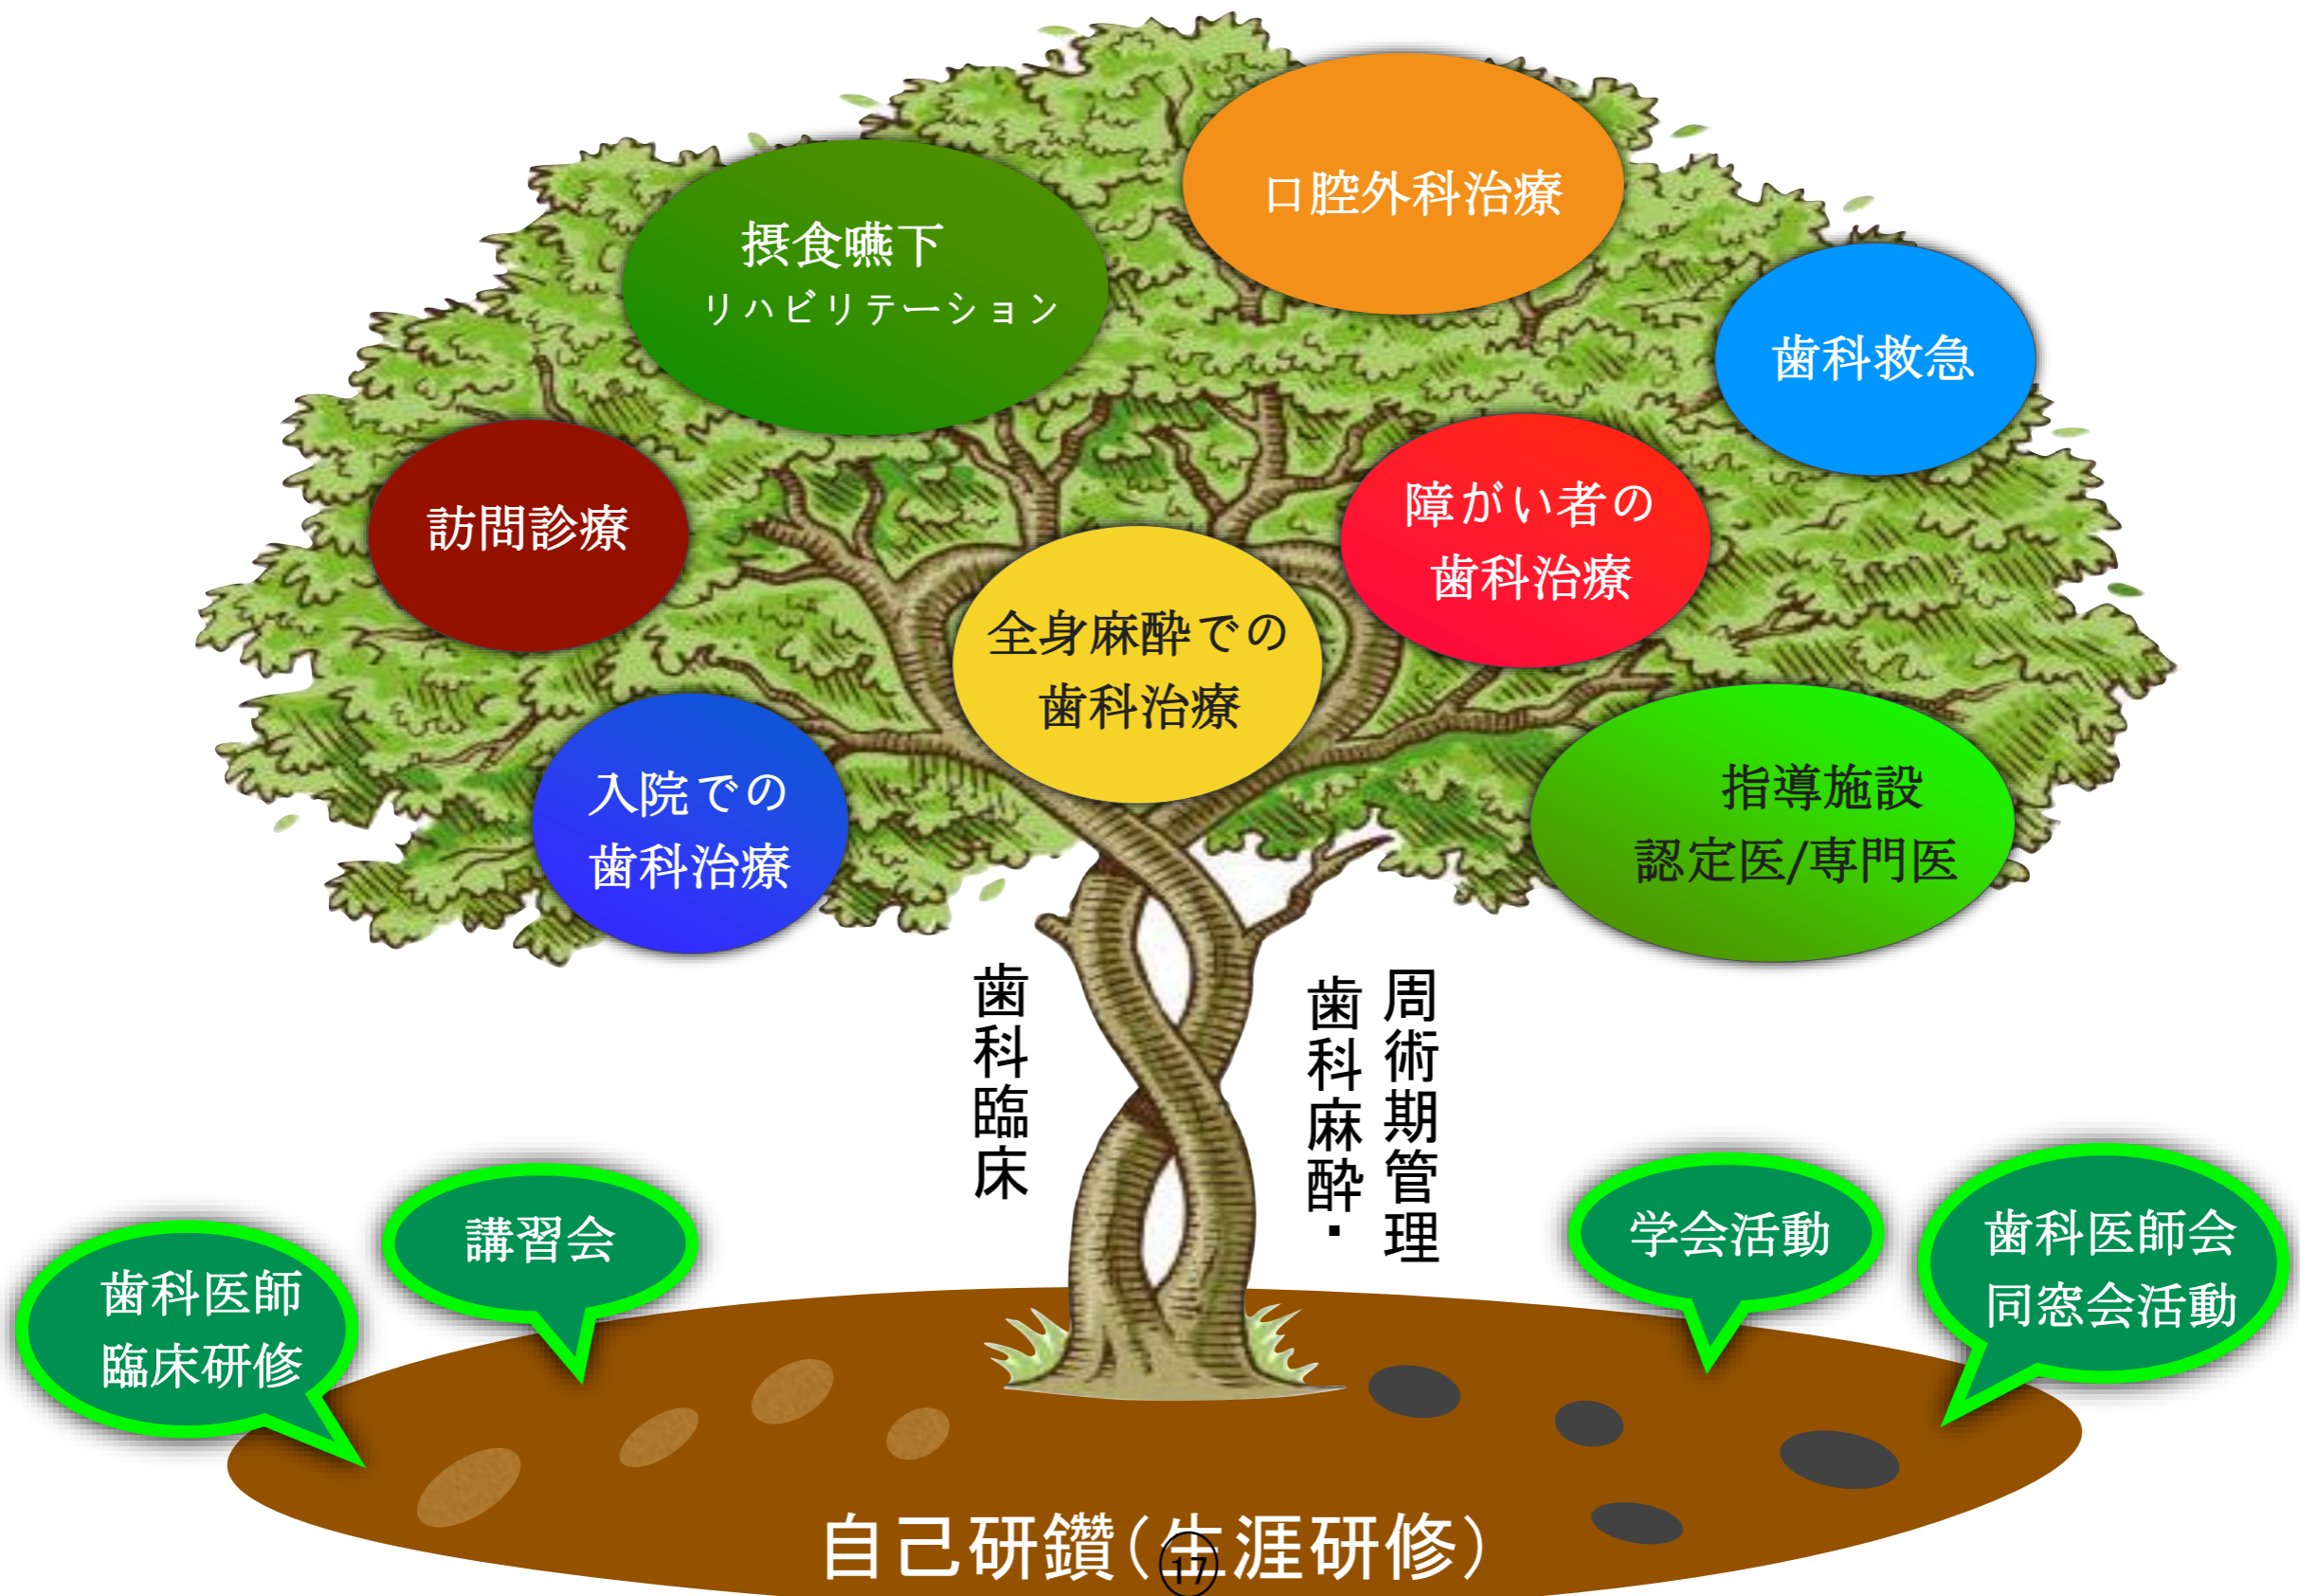 口腔外科治療
摂食嚥下
リハビリテーション
歯科救急
訪問診療
障がい者の
歯科治療
全身麻酔での
歯科治療
入院での
歯科治療
指導施設
認定医/専門医
歯科臨床
周術期管理
歯科麻酔・
歯科医師
臨床研修
講習会
学会活動
歯科医師会
同窓会活動
自己研鑽(生涯研修)
⑰